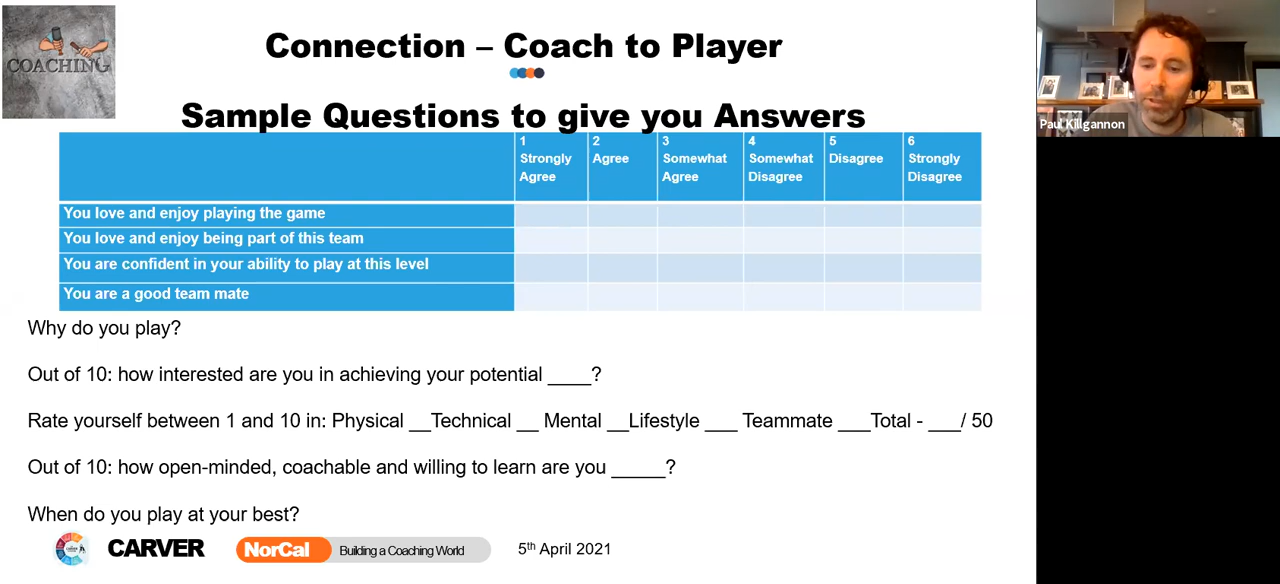 COACHING
Connection – Coach to Player
Sample Questions to give you Answers
1 Strongly Agree
2 Agree
3 Somewhat Agree
4 Somewhat Disagree
5 Disagree
6 Strongly Disagree
You love and enjoy playing the game
You love and enjoy being part of this team
You are confident in your ability to play at this level
You are a good team mate
Why do you play?
Out of 10: how interested are you in achieving your potential ____?
Rate yourself between 1 and 10 in: Physical __Technical __ Mental __Lifestyle ___ Teammate ___Total - ___/ 50
Out of 10: how open-minded, coachable and willing to learn are you _____?
When do you play at your best?
CARVER
NorCal Building a Coaching World
5th April 2021
Paul Killgannon